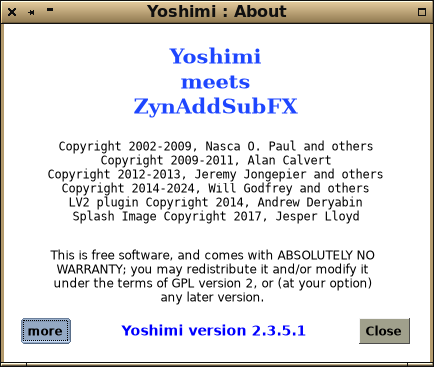 Yoshimi : About
Yoshimi
meets
ZynAddSubFX
Copyright 2002-2009, Nasca O. Paul and others
Copyright 2009-2011, Alan Calvert
Copyright 2012-2013, Jeremy Jongepier and others
Copyright 2014-2024, Will Godfrey and others
LV2 plugin Copyright 2014, Andrew Deryabin
Splash Image Copyright 2017, Jesper Lloyd
This is free software, and comes with ABSOLUTELY NO
WARRANTY; you may redistribute it and/or modify it
under the terms of GPL version 2, or (at your option)
any later version.
more
Yoshimi version 2.3.5.1
Close